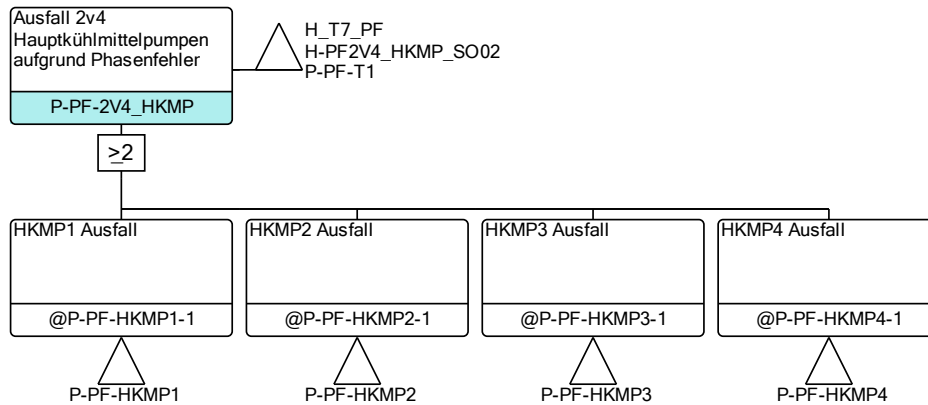 Ausfall 2v4
Hauptkühlmittelpumpen
aufgrund Phasenfehler
P-PF-2V4_HKMP
H_T7_PF
H-PF2V4_HKMP_SO02
P-PF-T1
≥2
HKMP1 Ausfall
@P-PF-HKMP1-1
P-PF-HKMP1
HKMP2 Ausfall
@P-PF-HKMP2-1
P-PF-HKMP2
HKMP3 Ausfall
@P-PF-HKMP3-1
P-PF-HKMP3
HKMP4 Ausfall
@P-PF-HKMP4-1
P-PF-HKMP4